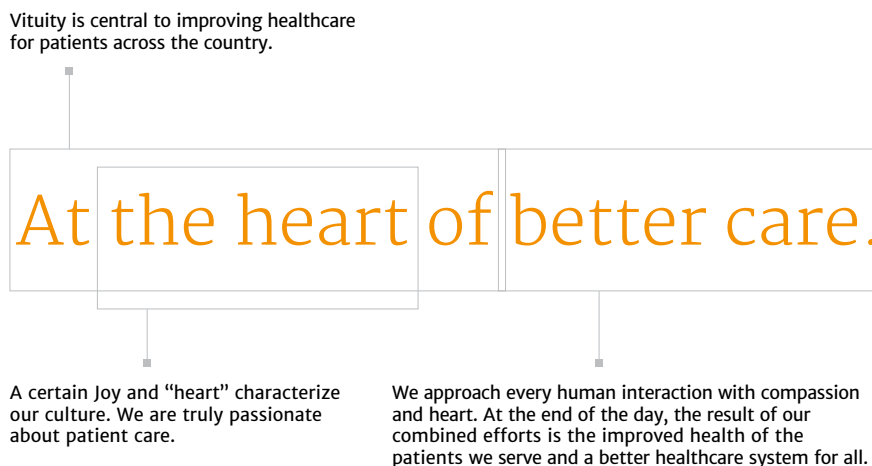 Vituity is central to improving healthcare
for patients across the country.
At the heart of better care.
A certain Joy and “heart” characterize
our culture. We are truly passionate
about patient care.
We approach every human interaction with compassion
and heart. At the end of the day, the result of our
combined efforts is the improved health of the
patients we serve and a better healthcare system for all.